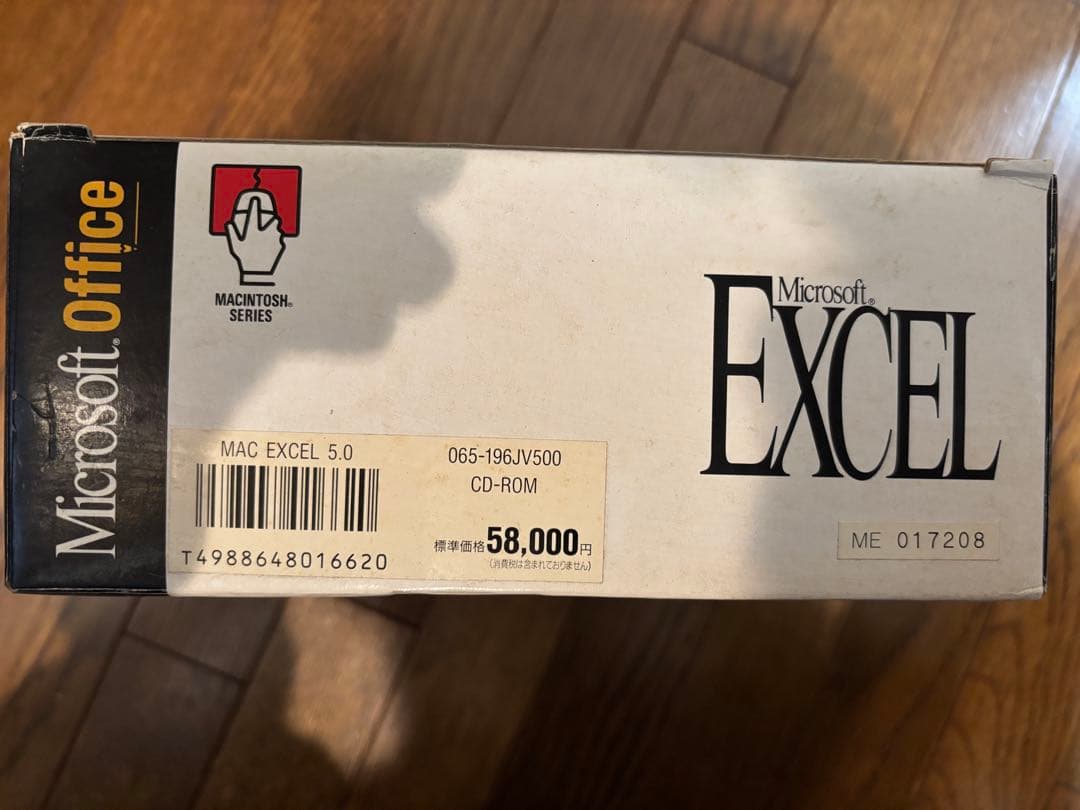 Microsoft® Office
MACINTOSH®
SERIES
Microsoft®
EXCEL
MAC EXCEL 5.0
065-196JV500
CD-ROM
T4988648016620
標準価格58,000円
(消費税は含まれておりません)
ME 017208